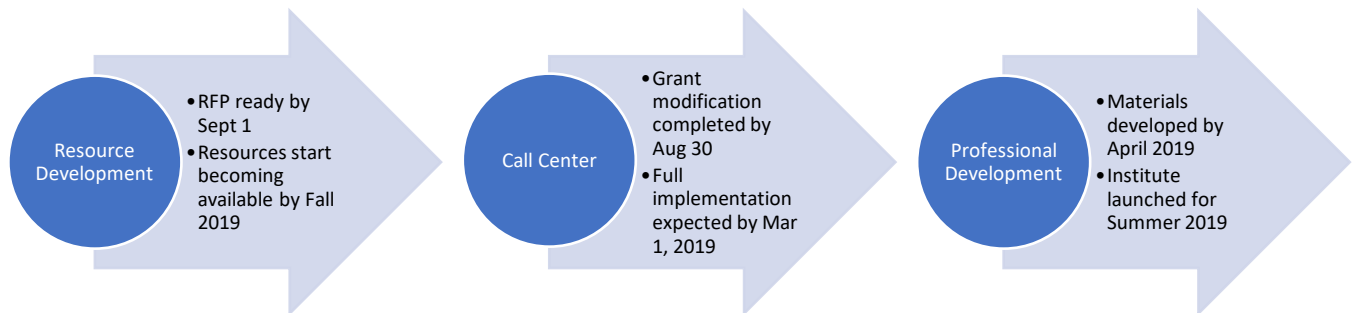 Resource
Development
•RFP ready by
Sept 1
•Resources start
becoming
available by Fall
2019
Call Center
•Grant
modification
completed by
Aug 30
•Full
implementation
expected by Mar
1, 2019
Professional
Development
•Materials
developed by
April 2019
•Institute
launched for
Summer 2019